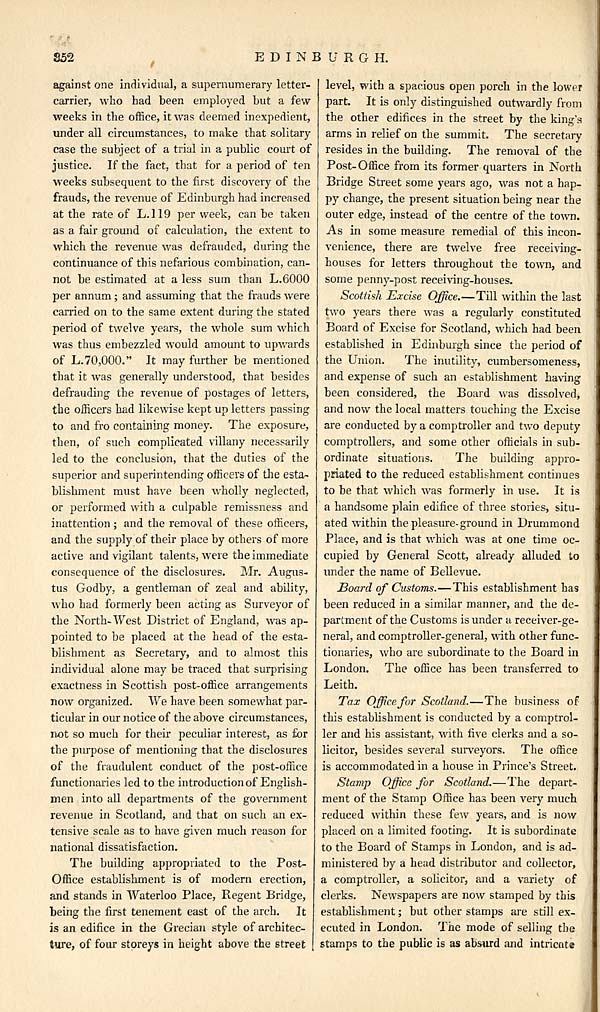 352
EDINBURGH.
against one individual, a supernumerary letter-
carrier, who had been employed but a few
weeks in the office, it was deemed inexpedient,
under all circumstances, to make that solitary
case the subject of a trial in a public court of
justice. If the fact, that for a period of ten
weeks subsequent to the first discovery of the
frauds, the revenue of Edinburgh had increased
at the rate of L.119 per week, can be taken
as a fair ground of calculation, the extent to
which the revenue was defrauded, during the
continuance of this nefarious combination, can-
not be estimated at a less sum than L.6000
per annum; and assuming that the frauds were
carried on to the same extent during the stated
period of twelve years, the whole sum which
was thus embezzled would amount to upwards
of L.70,000." It may further be mentioned
that it was generally understood, that besides
defrauding the revenue of postages of letters,
the officers had likewise kept up letters passing
to and fro containing money. The exposure,
then, of such complicated villany necessarily
led to the conclusion, that the duties of the
superior and superintending officers of the esta-
blishment must have been wholly neglected,
or performed with a culpable remissness and
inattention; and the removal of these officers,
and the supply of their place by others of more
active and vigilant talents, were the immediate
consequence of the disclosures. Mr. Augus-
tus Godby, a gentleman of zeal and ability,
who had formerly been acting as Surveyor of
the North-West District of England, was ap-
pointed to be placed at the head of the esta-
blishment as Secretary, and to almost this
individual alone may be traced that surprising
exactness in Scottish post-office arrangements
now organized. We have been somewhat par-
ticular in our notice of the above circumstances,
not so much for their peculiar interest, as for
the purpose of mentioning that the disclosures
of the fraudulent conduct of the post-office
functionaries led to the introduction of English-
men into all departments of the government
revenue in Scotland, and that on such an ex-
tensive scale as to have given much reason for
national dissatisfaction.
The building appropriated to the Post-
Office establishment is of modern erection,
and stands in Waterloo Place, Regent Bridge,
being the first tenement east of the arch. It
is an edifice in the Grecian style of architec-
ture, of four storeys in height above the street
level, with a spacious open porch in the lower
part. It is only distinguished outwardly from
the other edifices in the street by the king's
arms in relief on the summit. The secretary
resides in the building. The removal of the
Post-Office from its former quarters in North
Bridge Street some years ago, was not a hap-
py change, the present situation being near the
outer edge, instead of the centre of the town.
As in some measure remedial of this incon-
venience, there are twelve free receiving-
houses for letters throughout the town, and
some penny-post receiving-houses.
Scottish Excise Office.—Till within the last
two years there was a regularly constituted
Board of Excise for Scotland, which had been
established in Edinburgh since the period of
the Union. The inutility, cumbersomeness,
and expense of such an establishment having
been considered, the Board was dissolved,
and now the local matters touching the Excise
are conducted by a comptroller and two deputy
comptrollers, and some other officials in sub-
ordinate situations. The building appro-
priated to the reduced establishment continues
to be that which was formerly in use. It is
a handsome plain edifice of three stories, situ-
ated within the pleasure-ground in Drummond
Place, and is that which was at one time oc-
cupied by General Scott, already alluded to
under the name of Bellevue.
Board of Customs.—This establishment has
been reduced in a similar manner, and the de-
partment of the Customs is under a receiver-ge-
neral, and comptroller-general, with other func-
tionaries, who are subordinate to the Board in
London. The office has been transferred to
Leith.
Tax Office for Scotland.—The business of
this establishment is conducted by a comptrol-
ler and his assistant, with five clerks and a so-
licitor, besides several surveyors. The office
is accommodated in a house in Prince's Street.
Stamp Office for Scotland.—The depart-
ment of the Stamp Office has been very much
reduced within these few years, and is now
placed on a limited footing. It is subordinate
to the Board of Stamps in London, and is ad-
ministered by a head distributor and collector,
a comptroller, a solicitor, and a variety of
clerks. Newspapers are now stamped by this
establishment; but other stamps are still ex-
ecuted in London. The mode of selling the
stamps to the public is as absurd and intricate